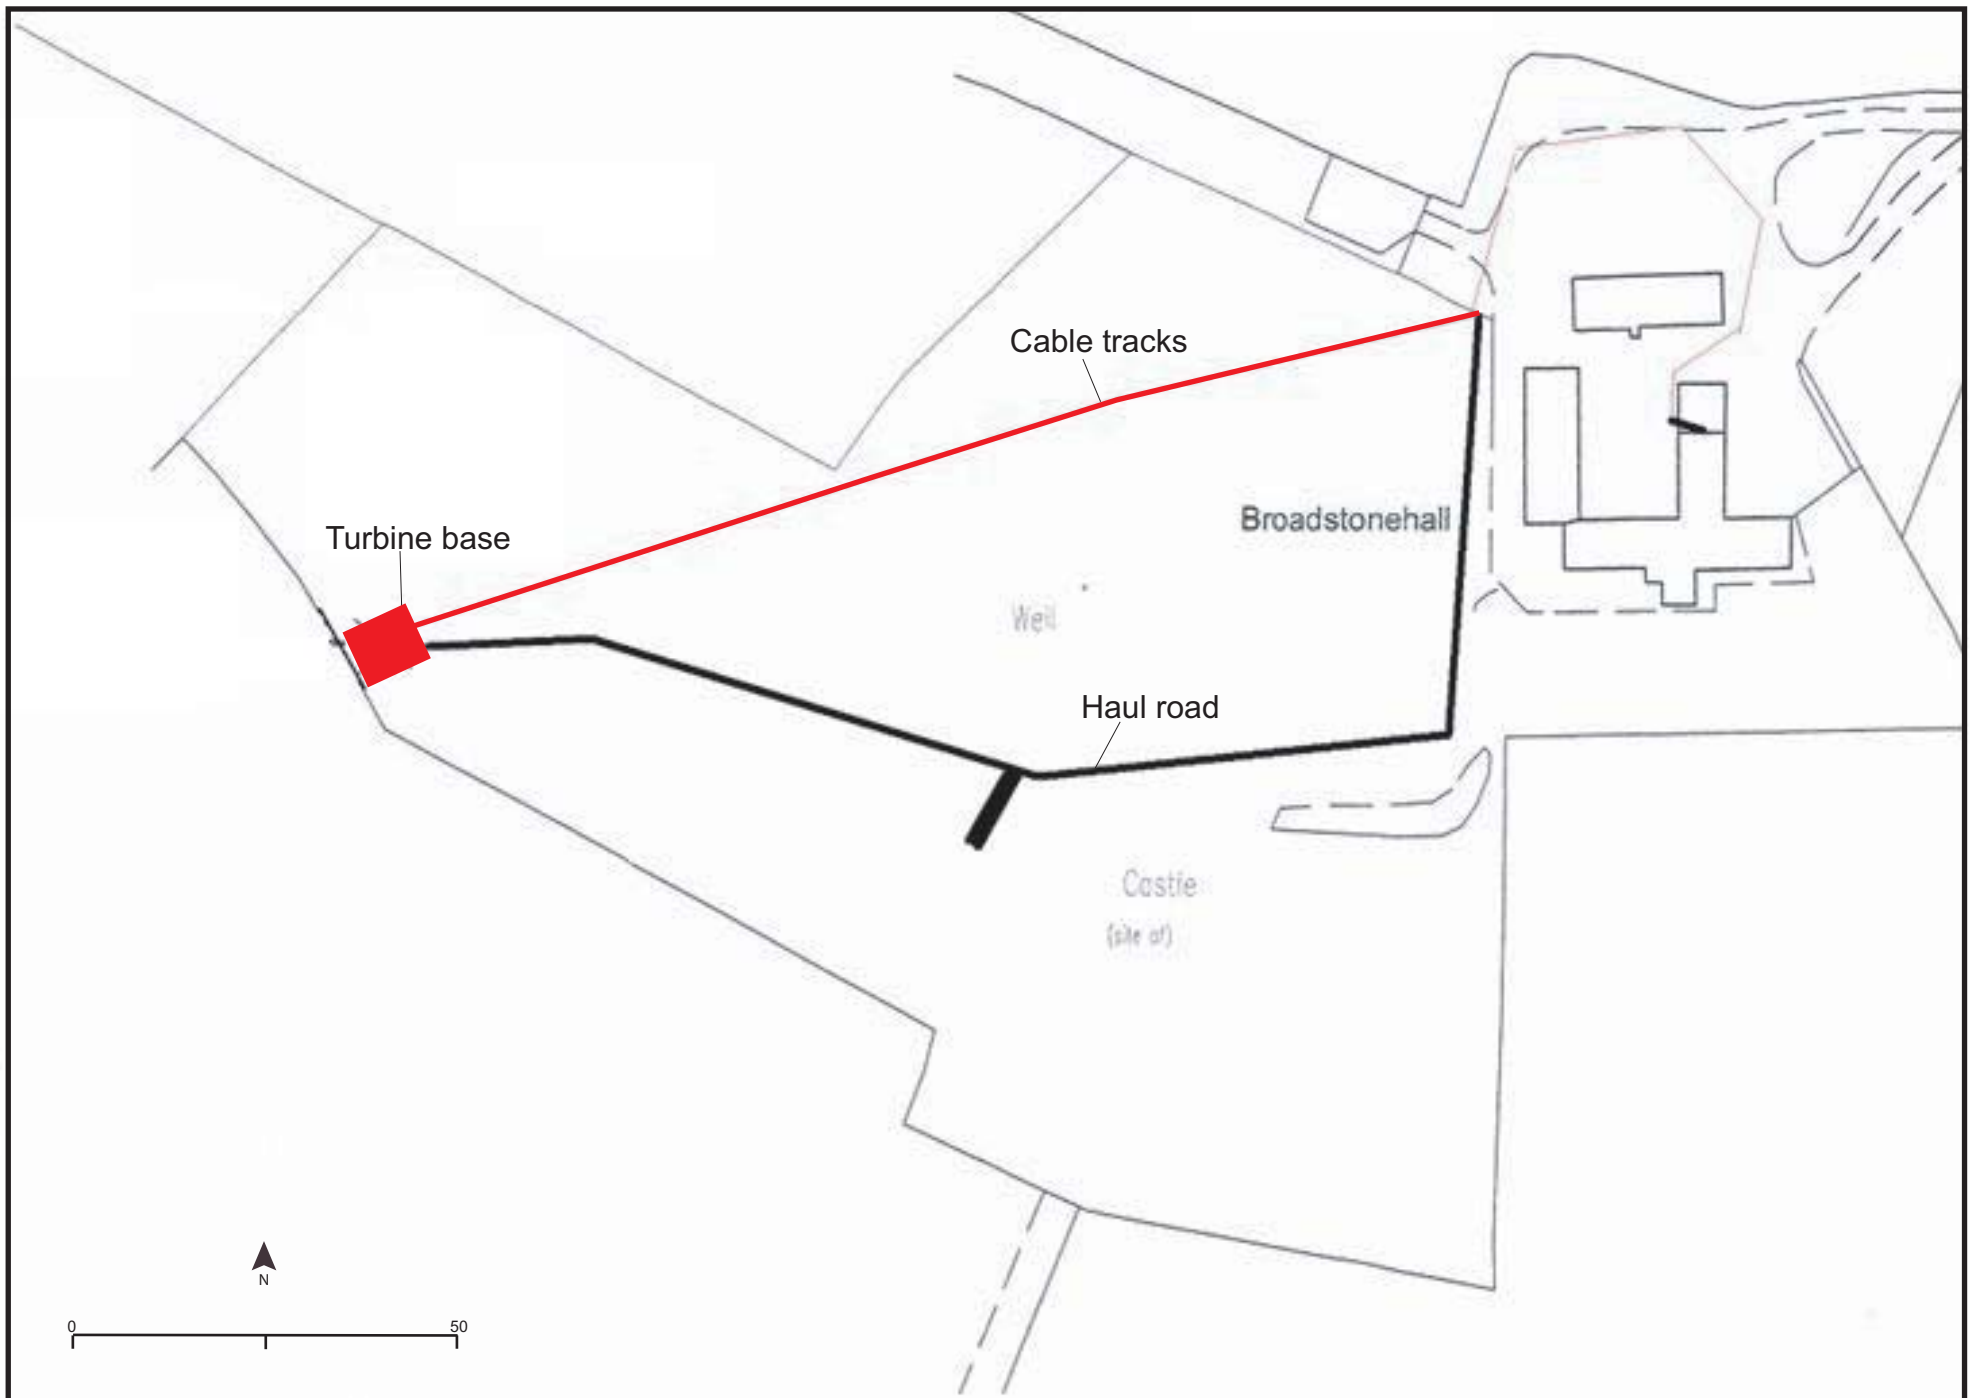 Cable tracks
Broadstonehall
Turbine base
Well
Haul road
Castle
(site of)
N
0 50